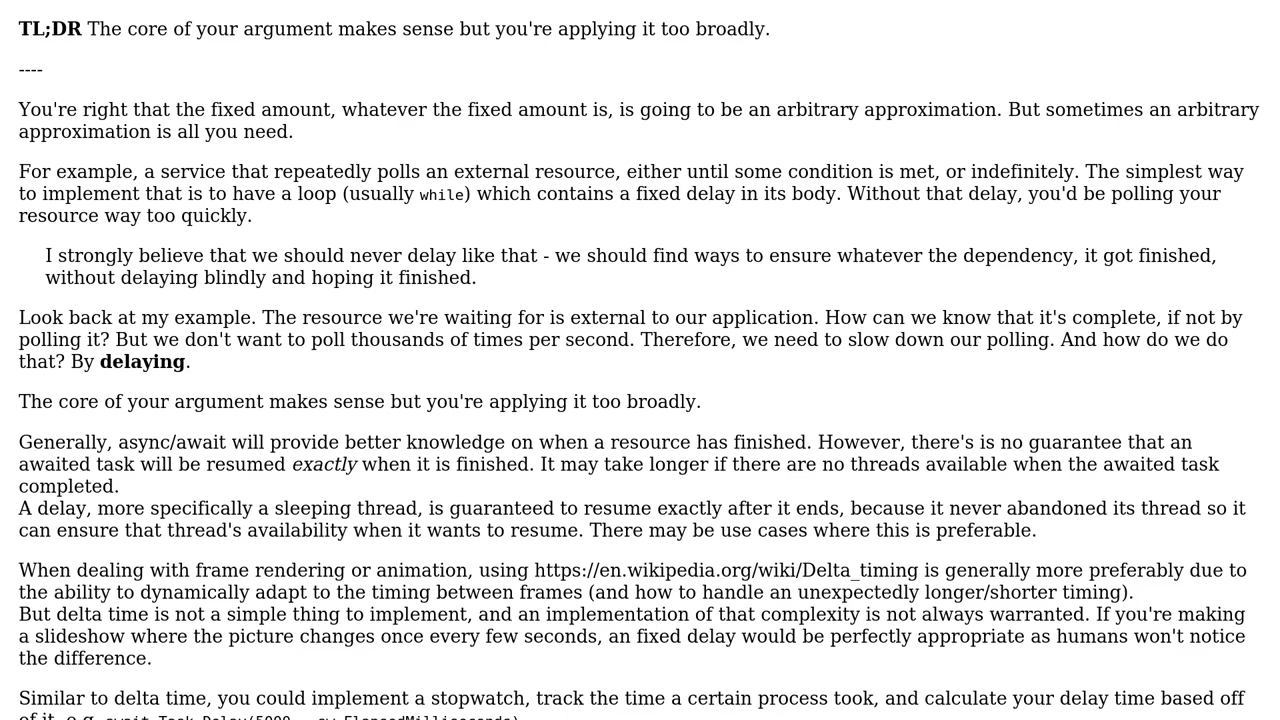 TL;DR The core of your argument makes sense but you're applying it too broadly.
----
You're right that the fixed amount, whatever the fixed amount is, is going to be an arbitrary approximation. But sometimes an arbitrary
approximation is all you need.
For example, a service that repeatedly polls an external resource, either until some condition is met, or indefinitely. The simplest way
to implement that is to have a loop (usually while) which contains a fixed delay in its body. Without that delay, you'd be polling your
resource way too quickly.
I strongly believe that we should never delay like that - we should find ways to ensure whatever the dependency, it got finished,
without delaying blindly and hoping it finished.
Look back at my example. The resource we're waiting for is external to our application. How can we know that it's complete, if not by
polling it? But we don't want to poll thousands of times per second. Therefore, we need to slow down our polling. And how do we do
that? By delaying.
The core of your argument makes sense but you're applying it too broadly.
Generally, async/await will provide better knowledge on when a resource has finished. However, there's is no guarantee that an
awaited task will be resumed exactly when it is finished. It may take longer if there are no threads available when the awaited task
completed.
A delay, more specifically a sleeping thread, is guaranteed to resume exactly after it ends, because it never abandoned its thread so it
can ensure that thread's availability when it wants to resume. There may be use cases where this is preferable.
When dealing with frame rendering or animation, using https://en.wikipedia.org/wiki/Delta_timing is generally more preferably due to
the ability to dynamically adapt to the timing between frames (and how to handle an unexpectedly longer/shorter timing).
But delta time is not a simple thing to implement, and an implementation of that complexity is not always warranted. If you're making
a slideshow where the picture changes once every few seconds, an fixed delay would be perfectly appropriate as humans won't notice
the difference.
Similar to delta time, you could implement a stopwatch, track the time a certain process took, and calculate your delay time based off
of it, e.g. await Task.Delay(5000 - sw.ElapsedMilliseconds)